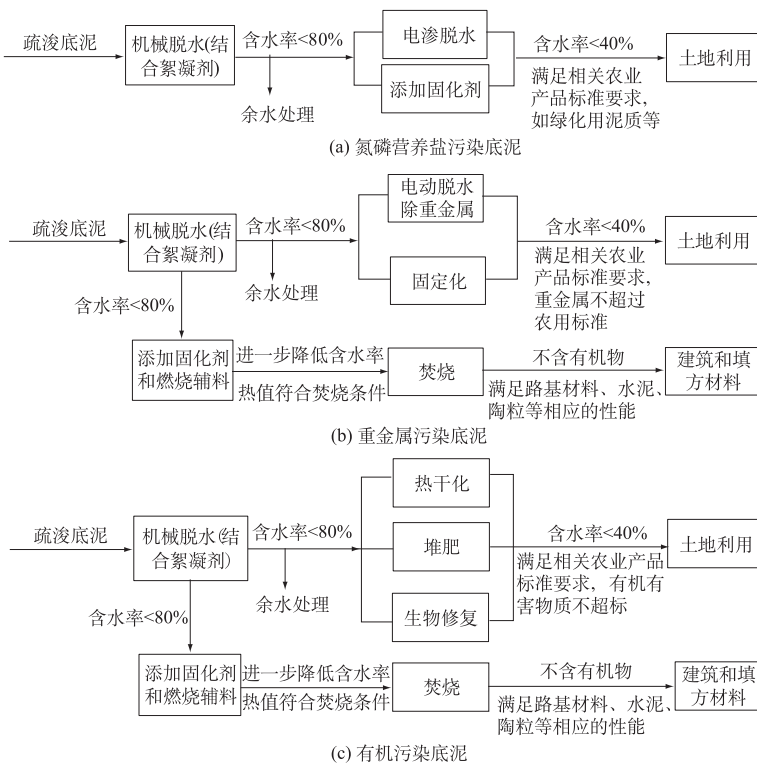 疏浚底泥
机械脱水(结
合絮凝剂)
含水率<80%
余水处理
电渗脱水
添加固化剂
含水率<40%
满足相关农业
产品标准要求,
如绿化用泥质等
土地利用
(a) 氮磷营养盐污染底泥
疏浚底泥
机械脱水(结
合絮凝剂)
含水率<80%
余水处理
电动脱水
除重金属
固定化
含水率<40%
满足相关农业
产品标准要求,
重金属不超过
农用标准
土地利用
含水率<80%
添加固化剂
和燃烧辅料
进一步降低含水率
热值符合焚烧条件
焚烧
不含有机物
满足路基材料、水泥、
陶粒等相应的性能
建筑和填
方材料
(b) 重金属污染底泥
疏浚底泥
机械脱水(结
合絮凝剂)
含水率<80%
余水处理
热干化
堆肥
生物修复
含水率<40%
满足相关农业产品
标准要求, 有机有
害物质不超标
土地利用
含水率<80%
添加固化剂
和燃烧辅料
进一步降低含水率
热值符合焚烧条件
焚烧
不含有机物
满足路基材料、水泥、
陶粒等相应的性能
建筑和填
方材料
(c) 有机污染底泥